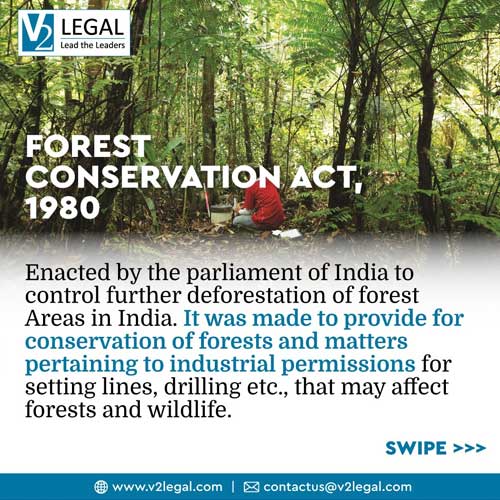 V2 LEGAL
Lead the Leaders
FOREST
CONSERVATION ACT,
1980
Enacted by the parliament of India to
control further deforestation of forest
Areas in India. It was made to provide for
conservation of forests and matters
pertaining to industrial permissions for
setting lines, drilling etc., that may affect
forests and wildlife.
SWIPE >>>
www.v2legal.com | contactus@v2legal.com